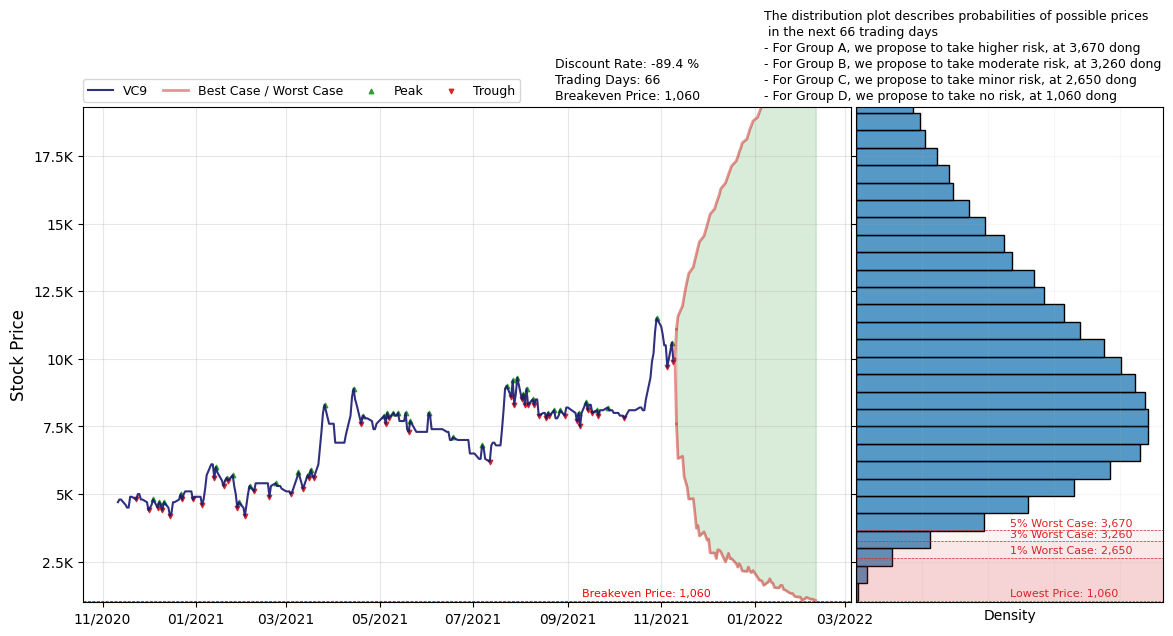 The distribution plot describes probabilities of possible prices
in the next 66 trading days
- For Group A, we propose to take higher risk, at 3,670 dong
- For Group B, we propose to take moderate risk, at 3,260 dong
- For Group C, we propose to take minor risk, at 2,650 dong
- For Group D, we propose to take no risk, at 1,060 dong
Discount Rate: -89.4 %
Trading Days: 66
Breakeven Price: 1,060
VC9 Best Case / Worst Case Peak Trough
Stock Price
17.5K
15K
12.5K
10K
7.5K
5K
2.5K
5% Worst Case: 3,670
3% Worst Case: 3,260
1% Worst Case: 2,650
Breakeven Price: 1,060
Lowest Price: 1,060
11/2020 01/2021 03/2021 05/2021 07/2021 09/2021 11/2021 01/2022 03/2022
Density